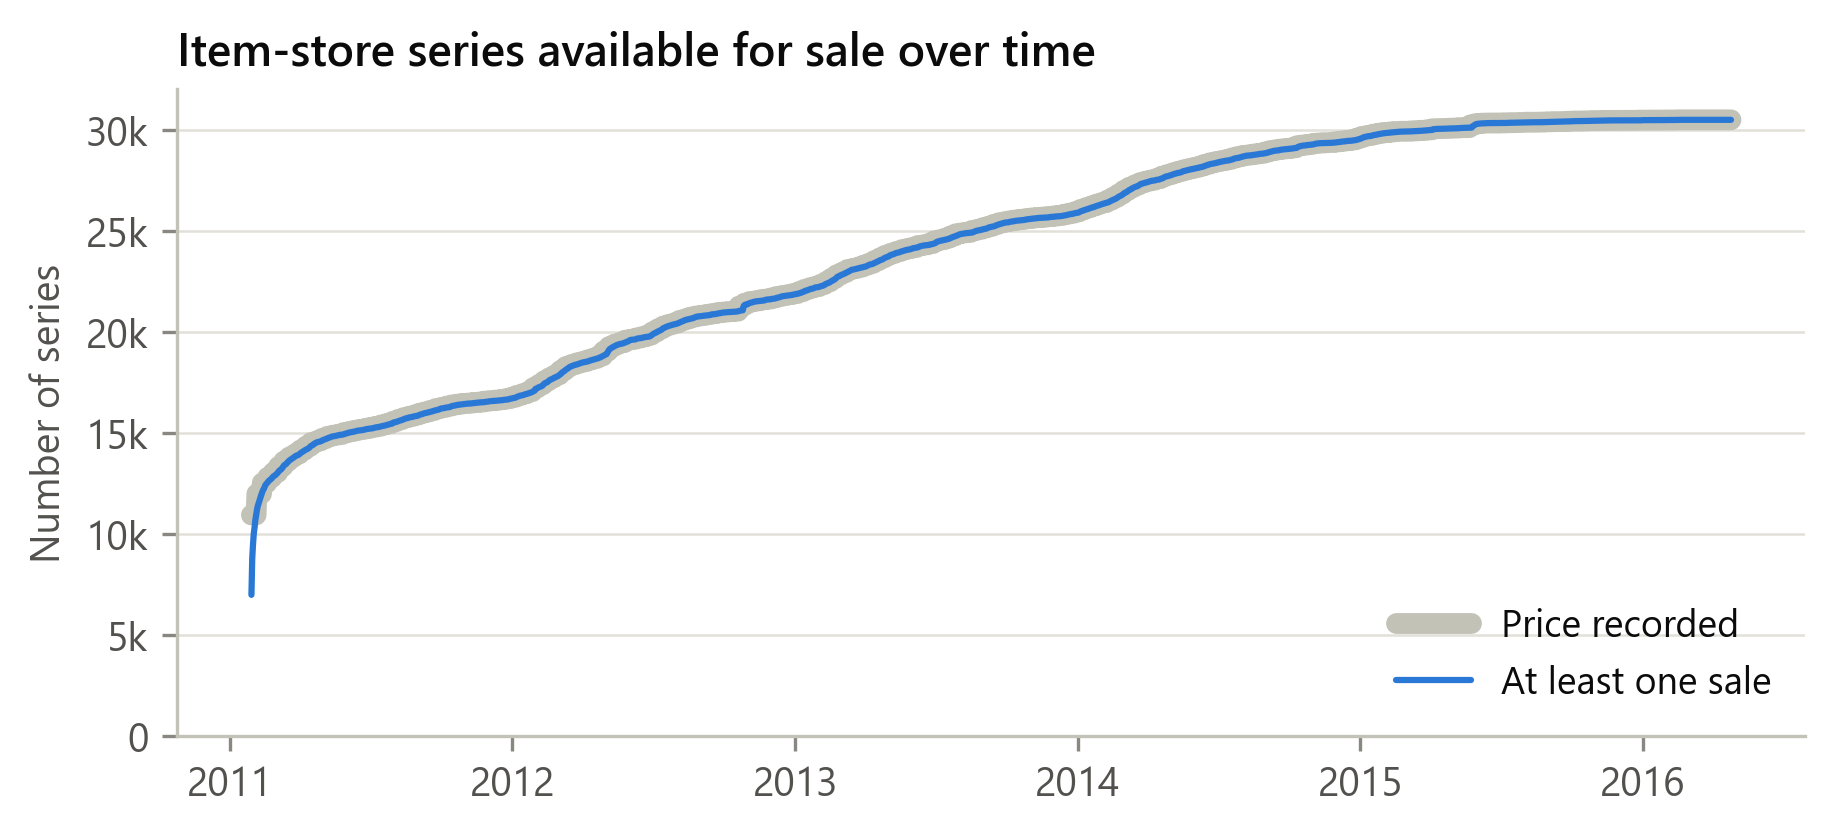 Item-store series available for sale over time
Number of series
30k
25k
20k
15k
10k
5k
0
2011
2012
2013
2014
2015
2016
Price recorded
At least one sale